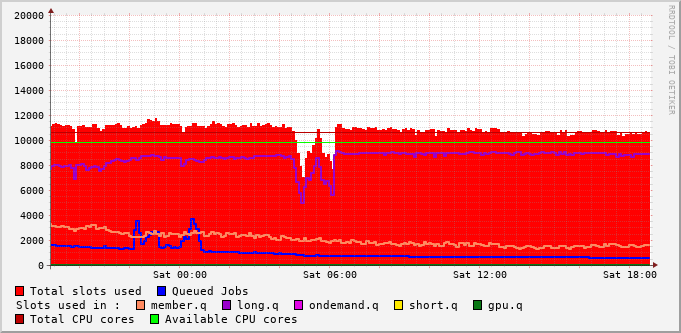 20000
18000
16000
14000
12000
10000
8000
6000
4000
2000
0
Sat 00:00 Sat 06:00 Sat 12:00 Sat 18:00
RRDTOOL / TOBI OETIKER
Total slots used Queued Jobs
Slots used in : member.q long.q ondemand.q short.q gpu.q
Total CPU cores Available CPU cores